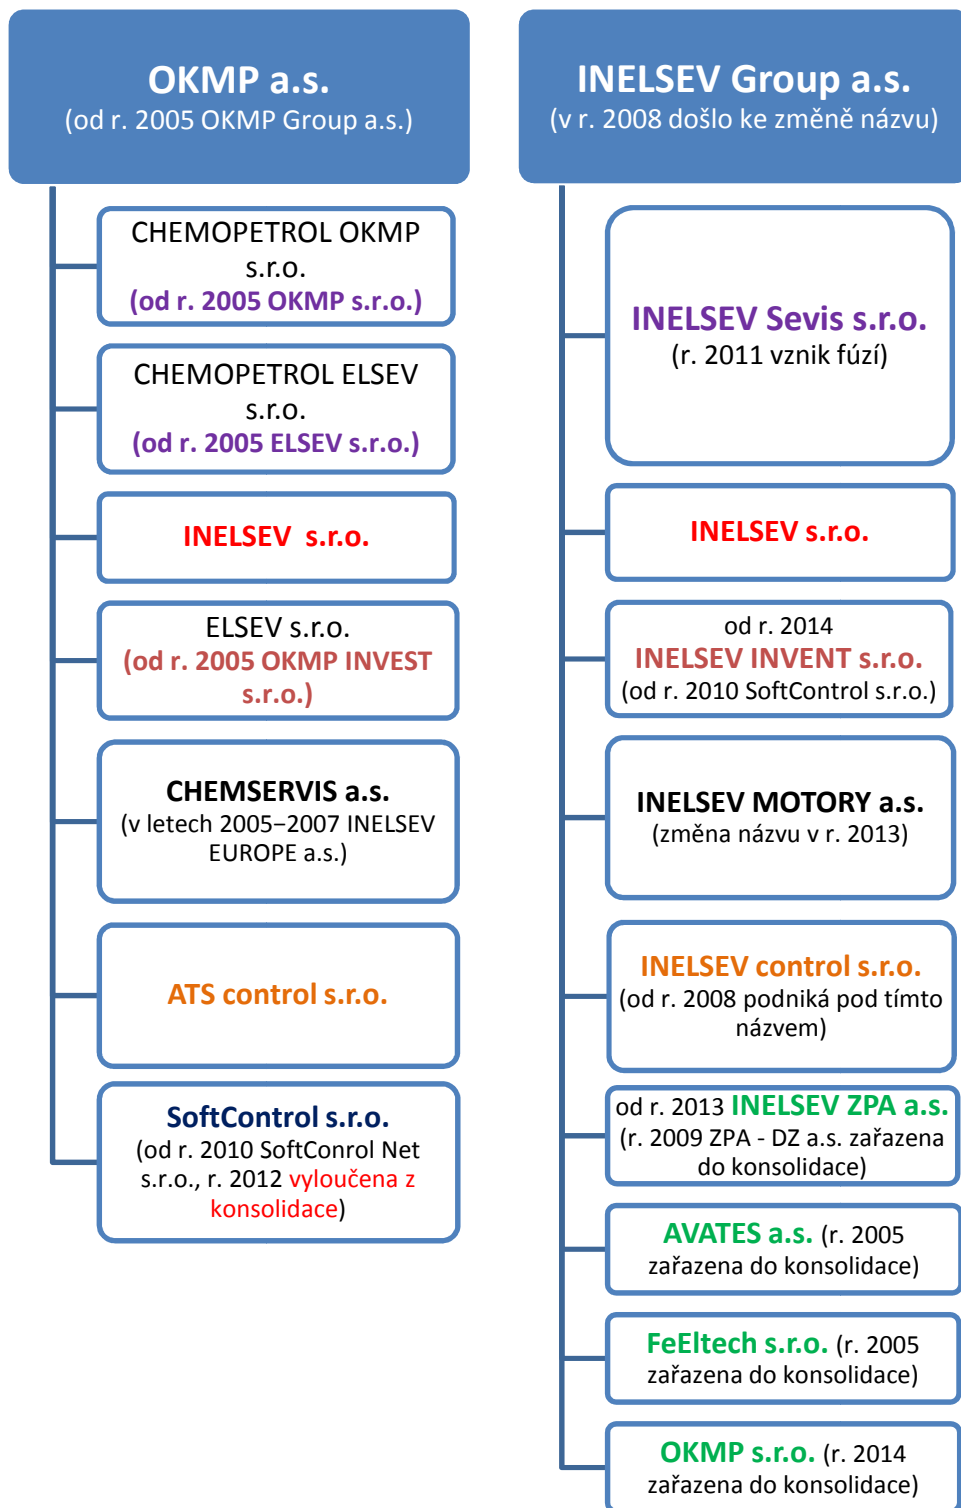 OKMP a.s.
(od r. 2005 OKMP Group a.s.)
CHEMOPETROL OKMP
s.r.o.
(od r. 2005 OKMP s.r.o.)
CHEMOPETROL ELSEV
s.r.o.
(od r. 2005 ELSEV s.r.o.)
INELSEV s.r.o.
ELSEV s.r.o.
(od r. 2005 OKMP INVEST
s.r.o.)
CHEMSERVIS a.s.
(v letech 2005–2007 INELSEV
EUROPE a.s.)
ATS control s.r.o.
SoftControl s.r.o.
(od r. 2010 SoftConrol Net
s.r.o., r. 2012 vyloučena z
konsolidace)
INELSEV Group a.s.
(v r. 2008 došlo ke změně názvu)
INELSEV Sevis s.r.o.
(r. 2011 vznik fúzí)
INELSEV s.r.o.
od r. 2014
INELSEV INVENT s.r.o.
(od r. 2010 SoftControl s.r.o.)
INELSEV MOTORY a.s.
(změna názvu v r. 2013)
INELSEV control s.r.o.
(od r. 2008 podniká pod tímto
názvem)
od r. 2013 INELSEV ZPA a.s.
(r. 2009 ZPA - DZ a.s. zařazena
do konsolidace)
AVATES a.s. (r. 2005
zařazena do konsolidace)
FeEltech s.r.o. (r. 2005
zařazena do konsolidace)
OKMP s.r.o. (r. 2014
zařazena do konsolidace)